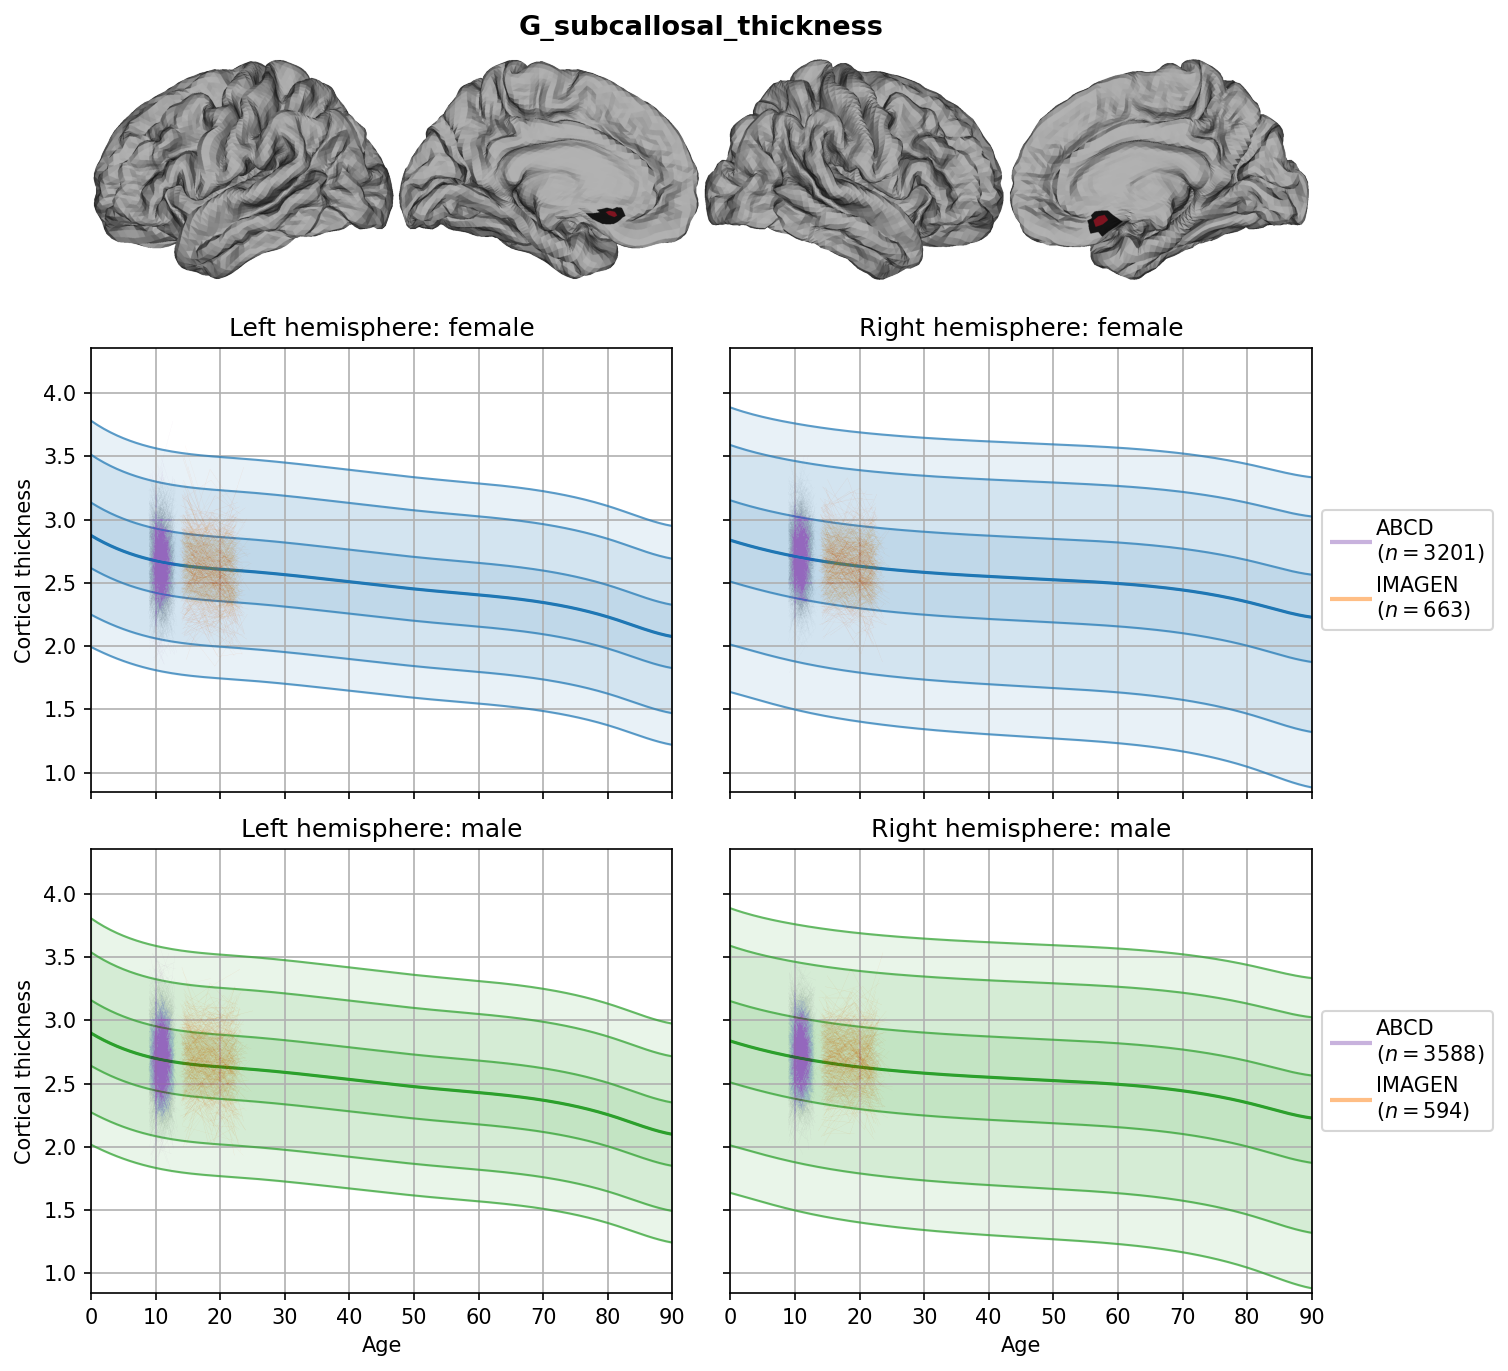 G_subcallosal_thickness
Left hemisphere: female
Right hemisphere: female
4.0
3.5
3.0
2.5
2.0
1.5
1.0
Cortical thickness
ABCD
(n = 3201)
IMAGEN
(n = 663)
Left hemisphere: male
Right hemisphere: male
4.0
3.5
3.0
2.5
2.0
1.5
1.0
Cortical thickness
ABCD
(n = 3588)
IMAGEN
(n = 594)
0 10 20 30 40 50 60 70 80 90
0 10 20 30 40 50 60 70 80 90
Age
Age